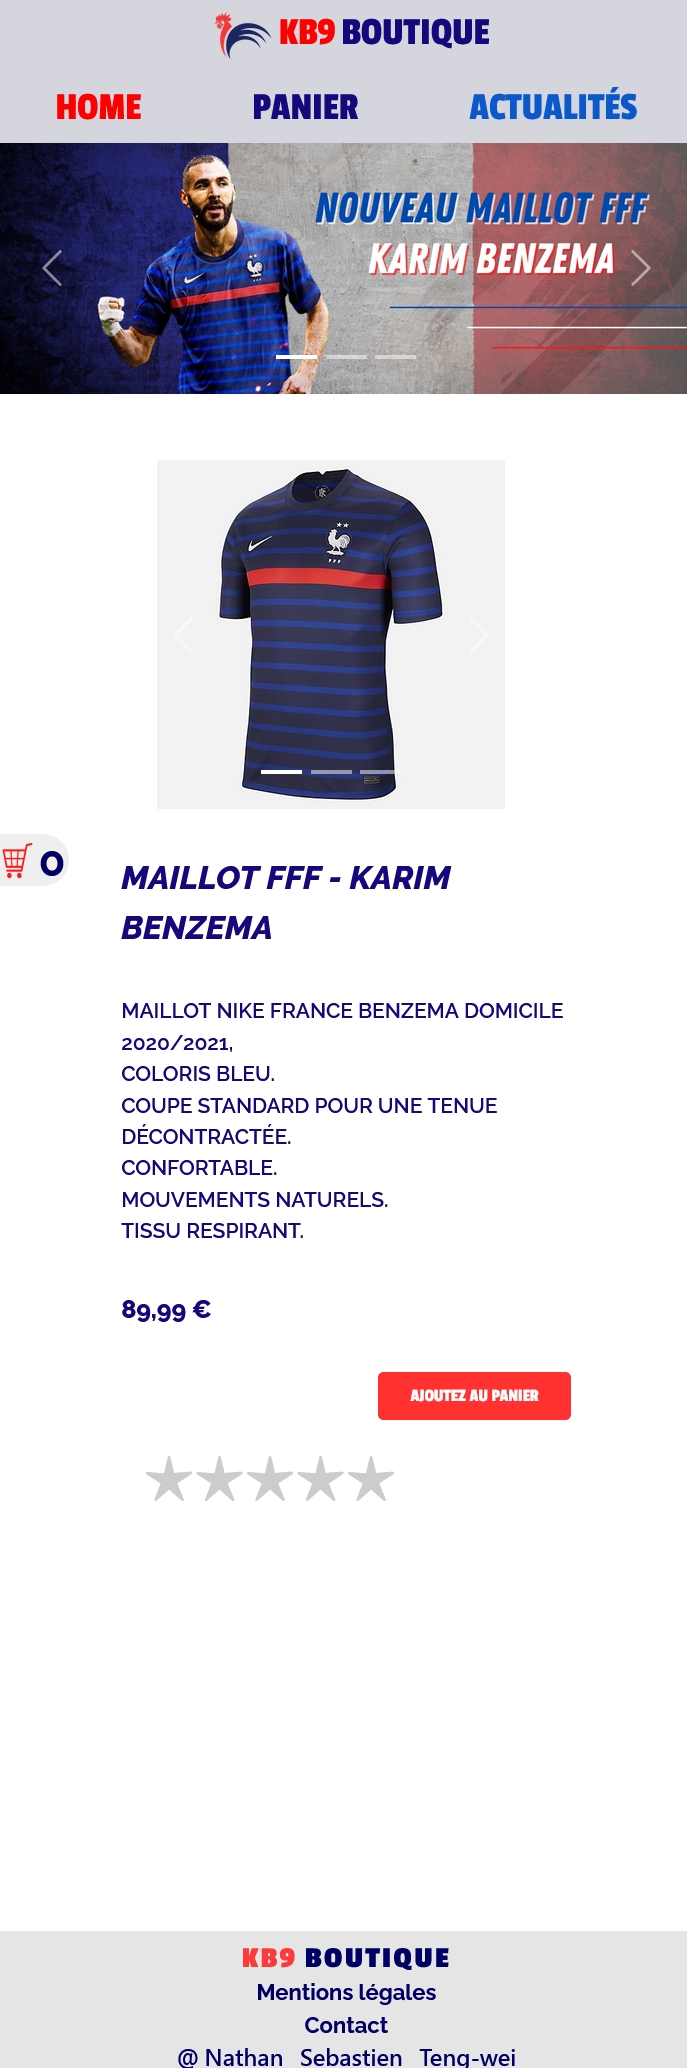 KB9 BOUTIQUE
HOME PANIER ACTUALITÉS
NOUVEAU MAILLOT FFF
KARIM BENZEMA
FFF
0
MAILLOT FFF - KARIM
BENZEMA
MAILLOT NIKE FRANCE BENZEMA DOMICILE
2020/2021,
COLORIS BLEU.
COUPE STANDARD POUR UNE TENUE
DÉCONTRACTÉE.
CONFORTABLE.
MOUVEMENTS NATURELS.
TISSU RESPIRANT.
89,99 €
AJOUTEZ AU PANIER
KB9 BOUTIQUE
Mentions légales
Contact
@ Nathan Sebastien Teng-wei